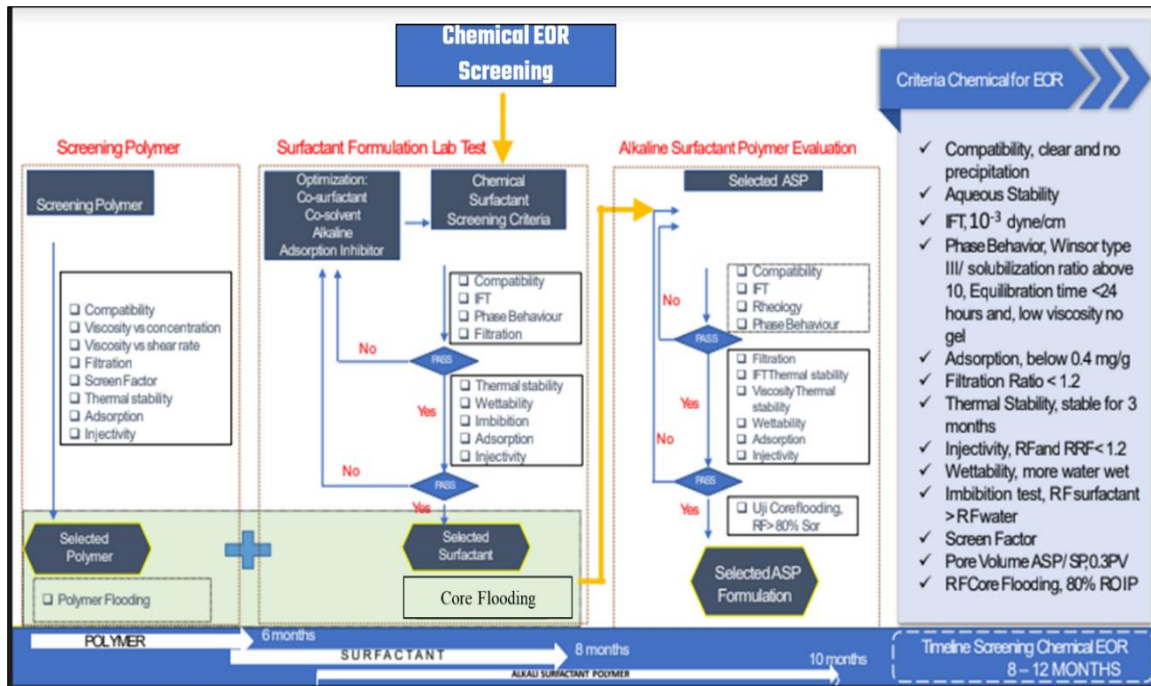 Chemical EOR
Screening
Screening Polymer
Screening Polymer
❑ Compatibility
❑ Viscosity vs concentration
❑ Viscosity vs shear rate
❑ Filtration
❑ Screen Factor
❑ Thermal stability
❑ Adsorption
❑ Injectivity
Selected
Polymer
❑ Polymer Flooding
Surfactant Formulation Lab Test
Optimization:
Co-surfactant
Co-solvent
Alkaline
Adsorption Inhibitor
Chemical
Surfactant
Screening Criteria
❑ Compatibility
❑ IFT
❑ Phase Behaviour
❑ Filtration
No
PASS
Yes
❑ Thermal stability
❑ Wettability
❑ Imbibition
❑ Adsorption
❑ Injectivity
No
PASS
Yes
Selected
Surfactant
Core Flooding
Alkaline Surfactant Polymer Evaluation
Selected ASP
❑ Compatibility
❑ IFT
❑ Rheology
❑ Phase Behaviour
No
PASS
Yes
❑ Filtration
❑ IFT Thermal stability
❑ Viscosity Thermal
stability
❑ Wettability
❑ Adsorption
❑ Injectivity
No
PASS
Yes
❑ Uji Coreflooding,
RF> 80% Sor
Selected ASP
Formulation
Criteria Chemical for EOR
✓ Compatibility, clear and no
precipitation
✓ Aqueous Stability
✓ IFT, 10⁻³ dyne/cm
✓ Phase Behavior, Winsor type
III/ solubilization ratio above
10, Equilibration time <24
hours and, low viscosity no
gel
✓ Adsorption, below 0.4 mg/g
✓ Filtration Ratio < 1.2
✓ Thermal Stability, stable for 3
months
✓ Injectivity, RF and RRF< 1.2
✓ Wettability, more water wet
✓ Imbibition test, RF surfactant
> RF water
✓ Screen Factor
✓ Pore Volume ASP/ SP,0.3PV
✓ RF Core Flooding, 80% ROIP
POLYMER
6 months
SURFACTANT
8 months
ALKALI SURFACTANT POLYMER
10 months
Timeline Screening Chemical EOR
8 – 12 MONTHS